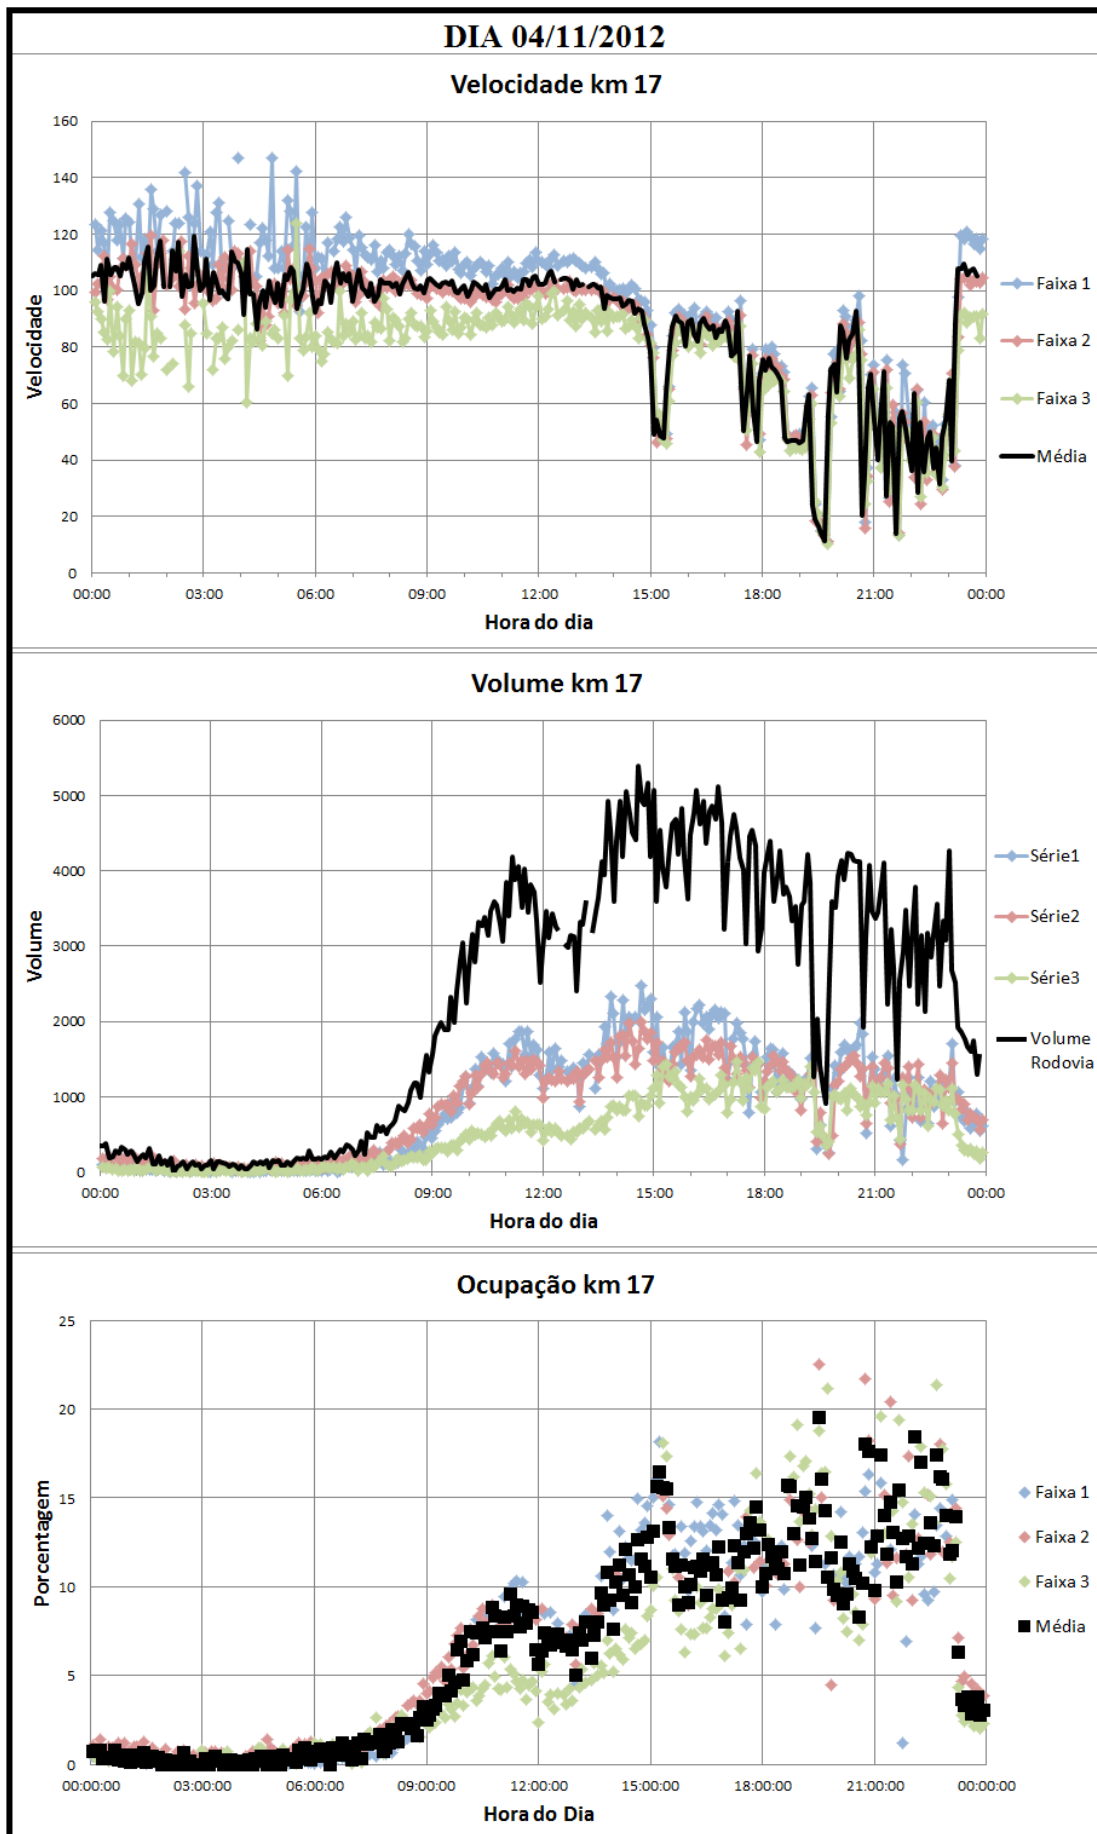 DIA 04/11/2012
Velocidade km 17
160
140
120
100
80
60
40
20
0
Velocidade
00:00 03:00 06:00 09:00 12:00 15:00 18:00 21:00 00:00
Hora do dia
Faixa 1
Faixa 2
Faixa 3
Média
Volume km 17
6000
5000
4000
3000
2000
1000
0
Volume
00:00 03:00 06:00 09:00 12:00 15:00 18:00 21:00 00:00
Hora do dia
Série1
Série2
Série3
Volume
Rodovia
Ocupação km 17
25
20
15
10
5
0
Porcentagem
00:00:00 03:00:00 06:00:00 09:00:00 12:00:00 15:00:00 18:00:00 21:00:00 00:00:00
Hora do Dia
Faixa 1
Faixa 2
Faixa 3
Média